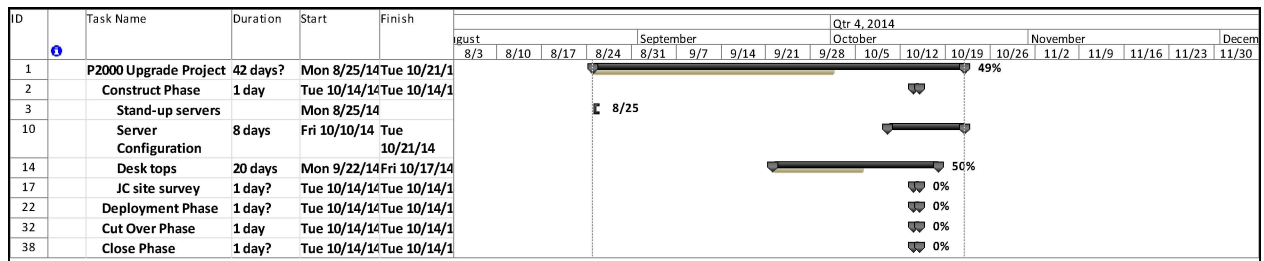 ID Task Name Duration Start Finish
Qtr 4, 2014
gust September October November Decem
8/3 8/10 8/17 8/24 8/31 9/7 9/14 9/21 9/28 10/5 10/12 10/19 10/26 11/2 11/9 11/16 11/23 11/30
1 P2000 Upgrade Project 42 days? Mon 8/25/14 Tue 10/21/1 49%
2 Construct Phase 1 day Tue 10/14/14 Tue 10/14/1
3 Stand-up servers Mon 8/25/14 8/25
10 Server 8 days Fri 10/10/14 Tue
Configuration 10/21/14
14 Desk tops 20 days Mon 9/22/14 Fri 10/17/14 50%
17 JC site survey 1 day? Tue 10/14/14 Tue 10/14/1 0%
22 Deployment Phase 1 day? Tue 10/14/14 Tue 10/14/1 0%
32 Cut Over Phase 1 day Tue 10/14/14 Tue 10/14/1 0%
38 Close Phase 1 day? Tue 10/14/14 Tue 10/14/1 0%